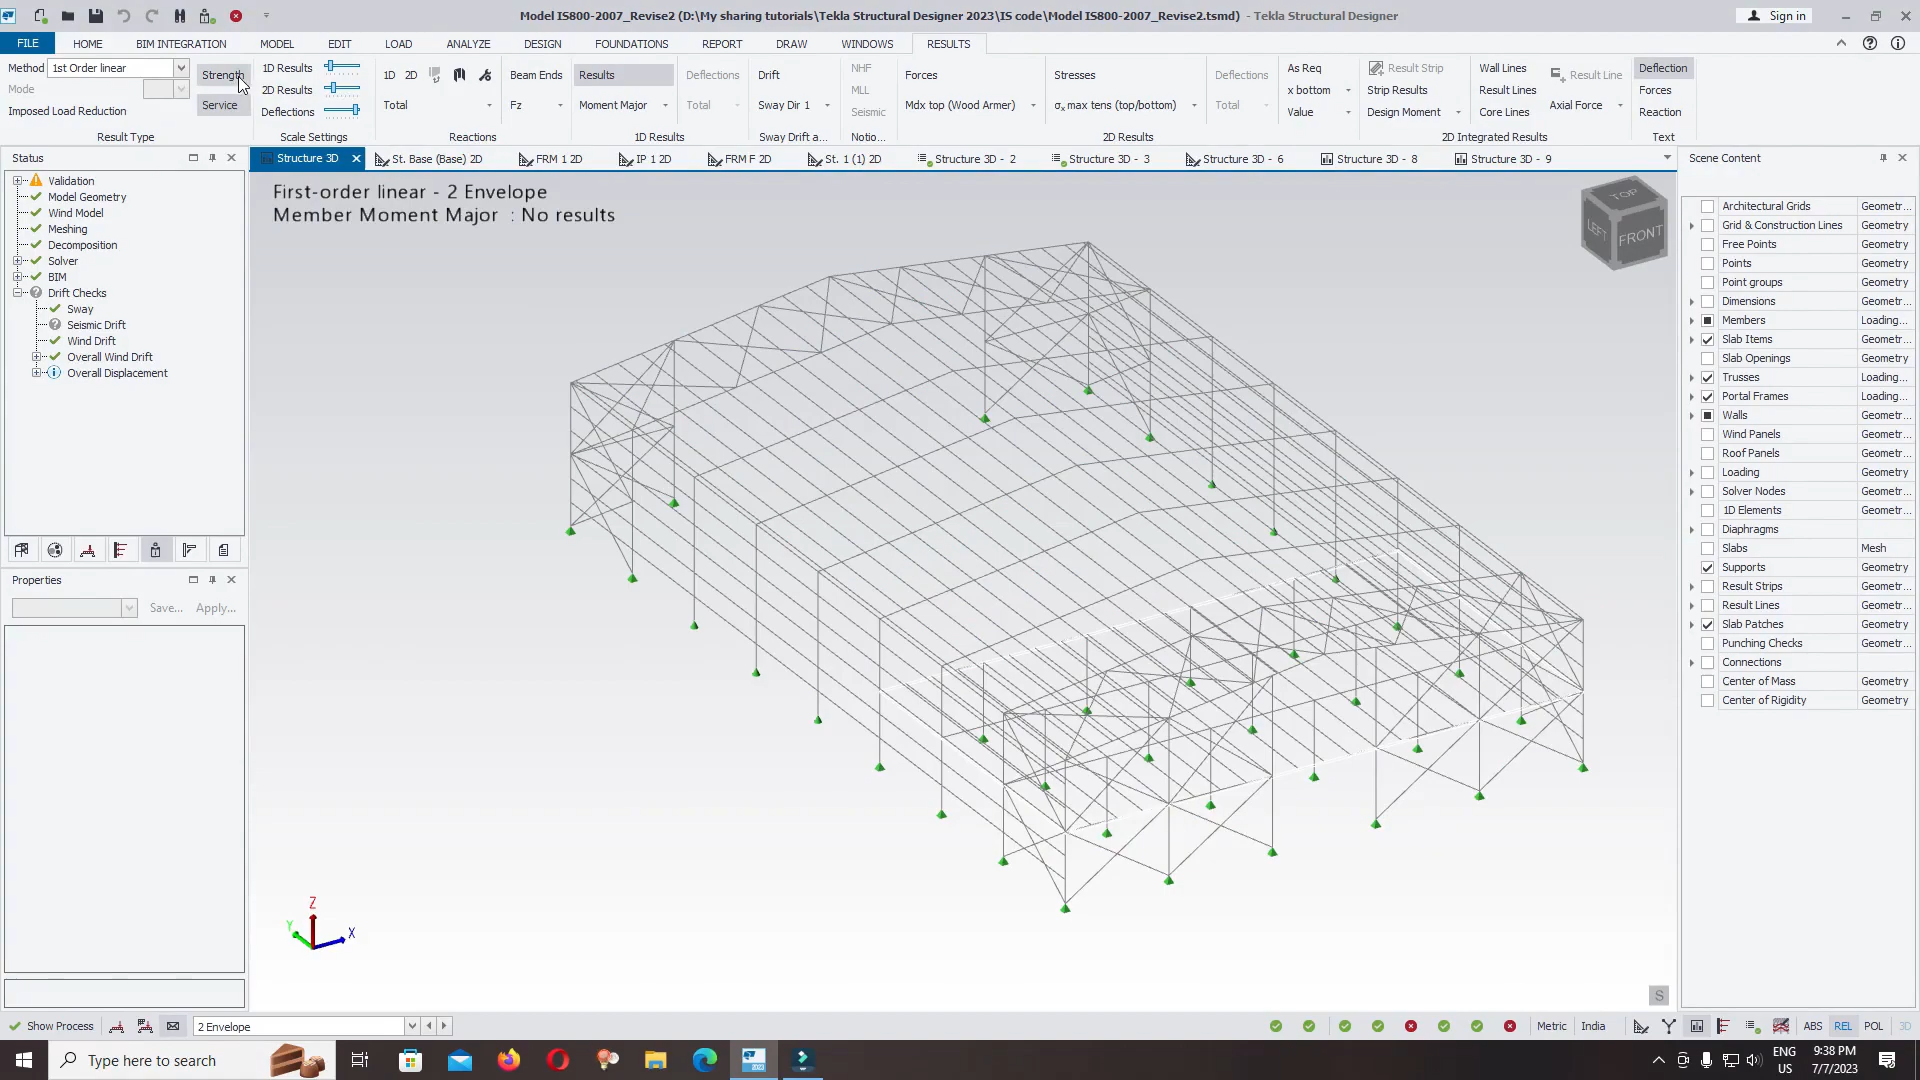 Model IS800-2007_Revise2 (D:\My sharing tutorials\Tekla Structural Designer 2023\IS code\Model IS800-2007_Revise2.tsmd) - Tekla Structural Designer
Sign in
FILE HOME BIM INTEGRATION MODEL EDIT LOAD ANALYZE DESIGN FOUNDATIONS REPORT DRAW WINDOWS RESULTS
Method 1st Order linear Strength 1D Results 1D 2D Beam Ends Results Deflections Drift NHF Forces Stresses Deflections As Req Result Strip Wall Lines Result Line Deflection
Mode 2D Results MLL x bottom Strip Results Result Lines Forces
Service Total Fz Moment Major Total Sway Dir 1 Mdx top (Wood Armer) σx max tens (top/bottom) Total Axial Force
Imposed Load Reduction Deflections Seismic Value Design Moment Core Lines Reaction
Result Type Scale Settings Reactions 1D Results Sway Drift a... Notio... 2D Results 2D Integrated Results Text
Status
Structure 3D St. Base (Base) 2D FRM 1 2D IP 1 2D FRM F 2D St. 1 (1) 2D Structure 3D - 2 Structure 3D - 3 Structure 3D - 6 Structure 3D - 8 Structure 3D - 9
Scene Content
Validation
Model Geometry
Wind Model
Meshing
Decomposition
Solver
BIM
Drift Checks
Sway
Seismic Drift
Wind Drift
Overall Wind Drift
Overall Displacement
Properties
Save... Apply...
First-order linear - 2 Envelope
Member Moment Major : No results
TOP
LEFT
FRONT
Z
Y
X
S
Architectural Grids Geometr...
Grid & Construction Lines Geometry
Free Points Geometry
Points Geometry
Point groups Geometry
Dimensions Geometr...
Members Loading...
Slab Items Geometr...
Slab Openings Geometry
Trusses Loading...
Portal Frames Loading...
Walls Geometr...
Wind Panels Geometry
Roof Panels Geometry
Loading Geometry
Solver Nodes Geometr...
1D Elements Geometr...
Diaphragms
Slabs Mesh
Supports Geometry
Result Strips Geometr...
Result Lines Geometr...
Slab Patches Geometr...
Punching Checks Geometr...
Connections
Center of Mass Geometry
Center of Rigidity Geometry
Show Process 2 Envelope Metric India ABS REL POL 3D
Type here to search
2023
ENG
US
9:38 PM
7/7/2023